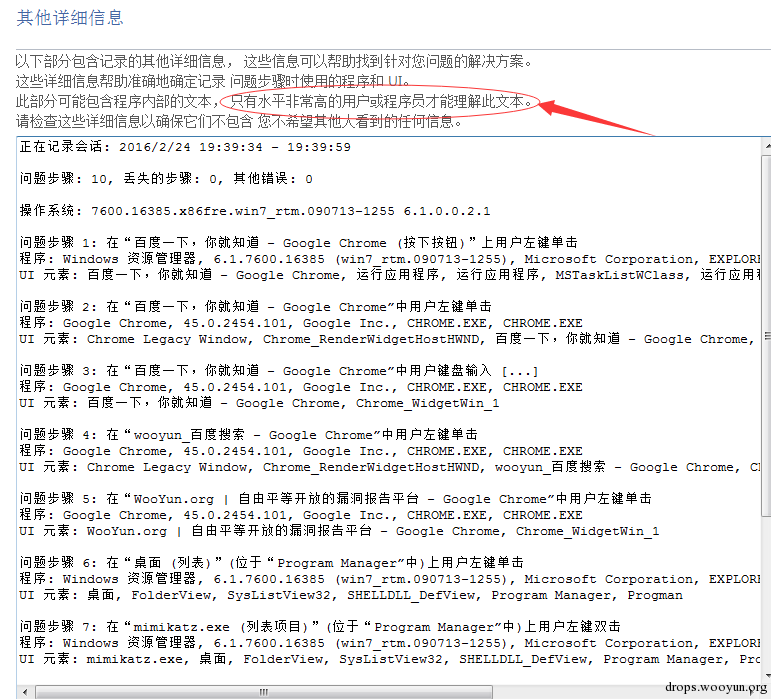 其他详细信息
以下部分包含记录的其他详细信息， 这些信息可以帮助找到针对您问题的解决方案。
这些详细信息帮助准确地确定记录 问题步骤时使用的程序和 UI。
此部分可能包含程序内部的文本， 只有水平非常高的用户或程序员才能理解此文本。
请检查这些详细信息以确保它们不包含 您不希望其他人看到的任何信息。
正在记录会话: 2016/2/24 19:39:34 - 19:39:59
问题步骤: 10, 丢失的步骤: 0, 其他错误: 0
操作系统: 7600.16385.x86fre.win7_rtm.090713-1255 6.1.0.0.2.1
问题步骤 1: 在“百度一下，你就知道 - Google Chrome (按下按钮)”上用户左键单击
程序: Windows 资源管理器, 6.1.7600.16385 (win7_rtm.090713-1255), Microsoft Corporation, EXPLOR
UI 元素: 百度一下，你就知道 - Google Chrome, 运行应用程序, 运行应用程序, MSTaskListWClass, 运行应用程
问题步骤 2: 在“百度一下，你就知道 - Google Chrome”中用户左键单击
程序: Google Chrome, 45.0.2454.101, Google Inc., CHROME.EXE, CHROME.EXE
UI 元素: Chrome Legacy Window, Chrome_RenderWidgetHostHWND, 百度一下，你就知道 - Google Chrome,
问题步骤 3: 在“百度一下，你就知道 - Google Chrome”中用户键盘输入 [...]
程序: Google Chrome, 45.0.2454.101, Google Inc., CHROME.EXE, CHROME.EXE
UI 元素: 百度一下，你就知道 - Google Chrome, Chrome_WidgetWin_1
问题步骤 4: 在“wooyun_百度搜索 - Google Chrome”中用户左键单击
程序: Google Chrome, 45.0.2454.101, Google Inc., CHROME.EXE, CHROME.EXE
UI 元素: Chrome Legacy Window, Chrome_RenderWidgetHostHWND, wooyun_百度搜索 - Google Chrome, C
问题步骤 5: 在“WooYun.org | 自由平等开放的漏洞报告平台 - Google Chrome”中用户左键单击
程序: Google Chrome, 45.0.2454.101, Google Inc., CHROME.EXE, CHROME.EXE
UI 元素: WooYun.org | 自由平等开放的漏洞报告平台 - Google Chrome, Chrome_WidgetWin_1
问题步骤 6: 在“桌面 (列表)”(位于“Program Manager”中)上用户左键单击
程序: Windows 资源管理器, 6.1.7600.16385 (win7_rtm.090713-1255), Microsoft Corporation, EXPLOR
UI 元素: 桌面, FolderView, SysListView32, SHELLDLL_DefView, Program Manager, Progman
问题步骤 7: 在“mimikatz.exe (列表项目)”(位于“Program Manager”中)上用户左键双击
程序: Windows 资源管理器, 6.1.7600.16385 (win7_rtm.090713-1255), Microsoft Corporation, EXPLOR
UI 元素: mimikatz.exe, 桌面, FolderView, SysListView32, SHELLDLL_DefView, Program Manager, Pro
drops.wooyun.org